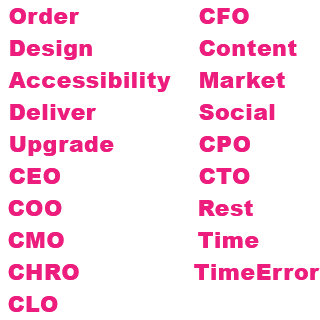 Order
Design
Accessibility
Deliver
Upgrade
CEO
COO
CMO
CHRO
CLO
CFO
Content
Market
Social
CPO
CTO
Rest
Time
TimeError